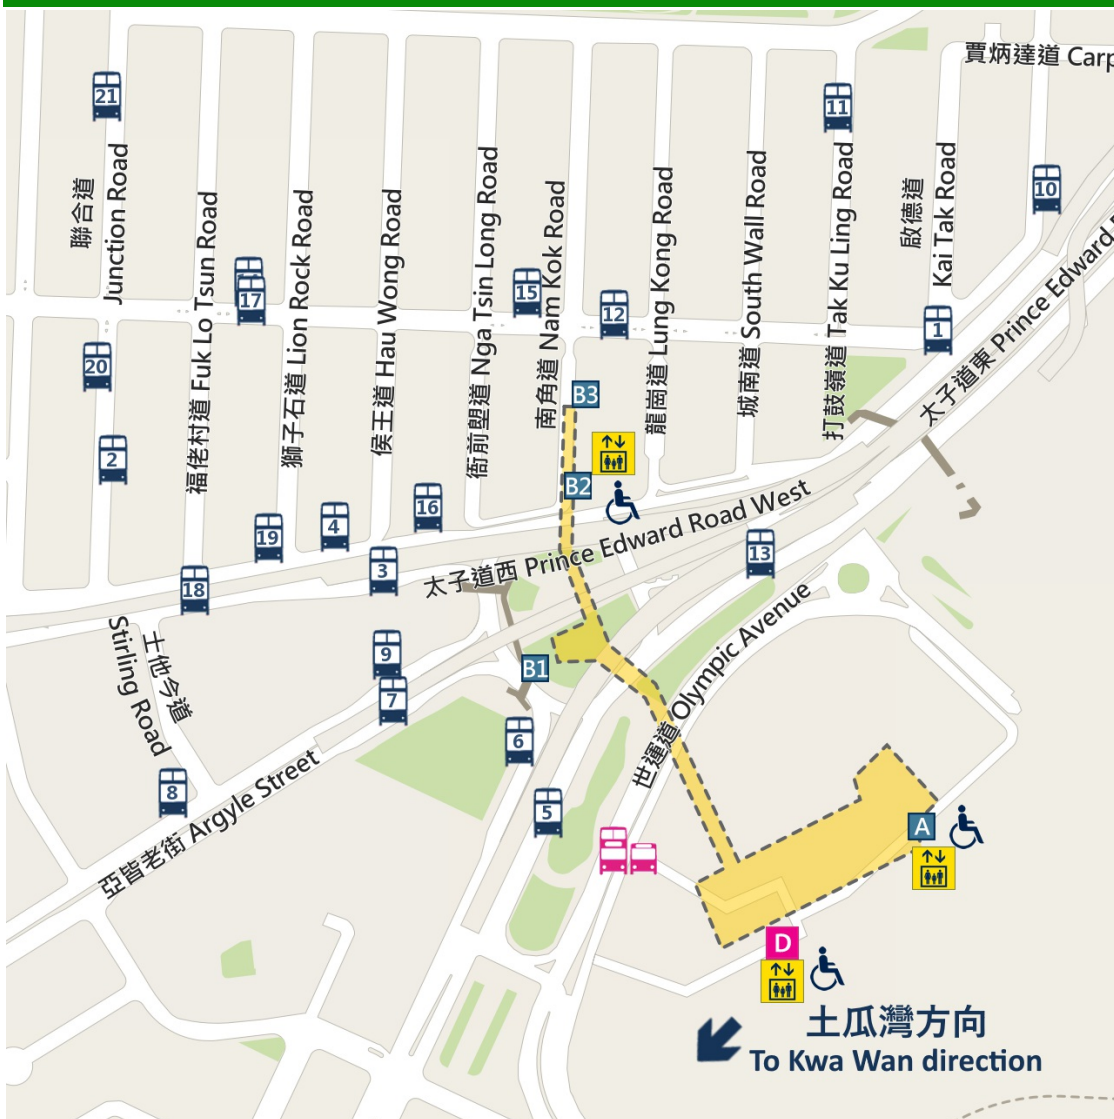 賈炳達道 Carp
21
11
10
聯合道
Junction Road
福佬村道 Fuk Lo Tsun Road
獅子石道 Lion Rock Road
侯王道 Hau Wong Road
衙前塱道 Nga Tsin Long Road
南角道 Nam Kok Road
龍崗道 Lung Kong Road
城南道 South Wall Road
打鼓嶺道 Tak Ku Ling Road
啟德道
Kai Tak Road
太子道東 Prince Edward
17
15
12
1
20
2
B3
B2
16
4
19
3
18
太子道西 Prince Edward Road West
13
士他令道
Stirling Road
9
7
B1
6
8
5
亞皆老街 Argyle Street
世運道 Olympic Avenue
A
D
土瓜灣方向
To Kwa Wan direction